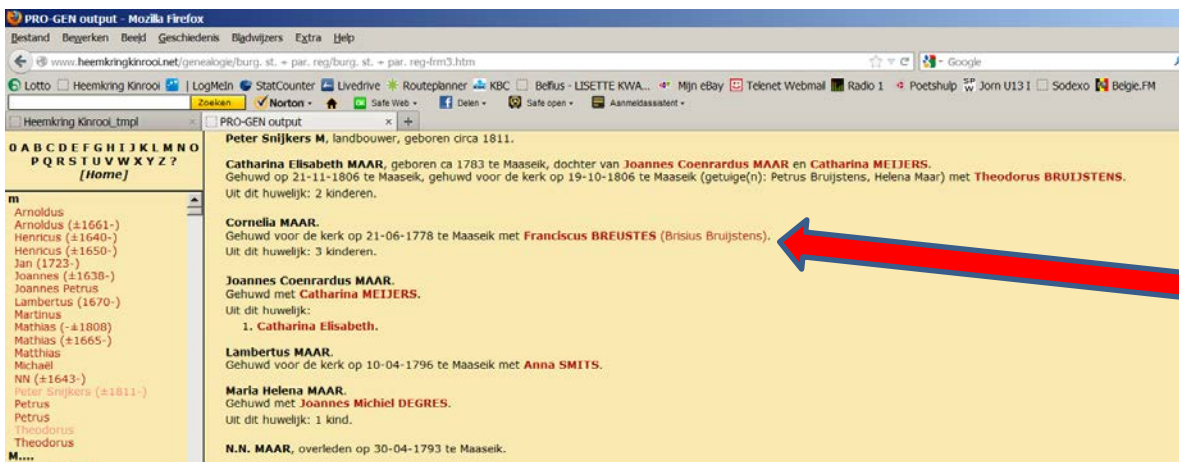 PRO-GEN output - Mozilla Firefox
Bestand Bewerken Beeld Geschiedenis Bladwijzers Extra Help
www.heemkringkinrooi.net/genealogie/burg. st. + par. reg/burg. st. + par. reg-frm3.htm Google
Lotto Heemkring Kinrooi | LogMeIn StatCounter Livedrive Routeplanner KBC Belfius - LISETTE KWA... Mijn eBay Telenet Webmail Radio 1 Poetshulp Jorn U13 I Sodexo Belgie.FM
Zoeken Norton Safe Web Delen Safe open Aanmeldassistent
Heemkring Kinrooi_tmpl × PRO-GEN output × +
0 A B C D E F G H I J K L M N O
P Q R S T U V W X Y Z ?
[Home]
m
Arnoldus
Arnoldus (±1661-)
Henricus (±1640-)
Henricus (±1650-)
Jan (1723-)
Joannes (±1638-)
Joannes Petrus
Lambertus (1670-)
Martinus
Mathias (-±1808)
Mathias (±1665-)
Matthias
Michaël
NN (±1643-)
Peter Snijkers (±1811-)
Petrus
Petrus
Theodorus
Theodorus
M....
Peter Snijkers M, landbouwer, geboren circa 1811.
Catharina Elisabeth MAAR, geboren ca 1783 te Maaseik, dochter van Joannes Coenrardus MAAR en Catharina MEIJERS.
Gehuwd op 21-11-1806 te Maaseik, gehuwd voor de kerk op 19-10-1806 te Maaseik (getuige(n): Petrus Bruijstens, Helena Maar) met Theodorus BRUIJSTENS.
Uit dit huwelijk: 2 kinderen.
Cornelia MAAR.
Gehuwd voor de kerk op 21-06-1778 te Maaseik met Franciscus BREUSTES (Brisius Bruijstens).
Uit dit huwelijk: 3 kinderen.
Joannes Coenrardus MAAR.
Gehuwd met Catharina MEIJERS.
Uit dit huwelijk:
1. Catharina Elisabeth.
Lambertus MAAR.
Gehuwd voor de kerk op 10-04-1796 te Maaseik met Anna SMITS.
Maria Helena MAAR.
Gehuwd met Joannes Michiel DEGRES.
Uit dit huwelijk: 1 kind.
N.N. MAAR, overleden op 30-04-1793 te Maaseik.